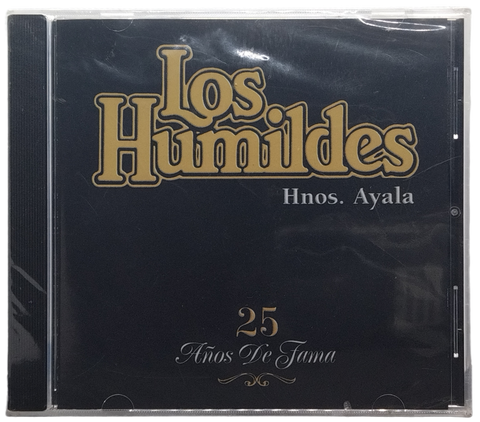 Los
Humildes
Hnos. Ayala
25
Años De Fama